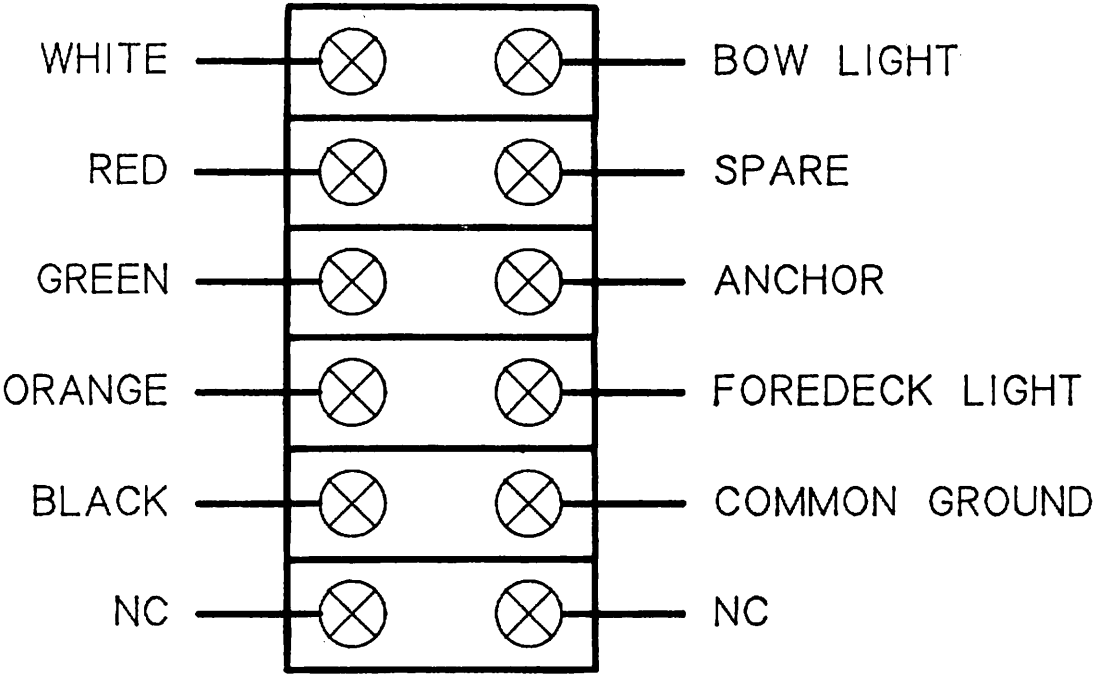 WHITE BOW LIGHT
RED SPARE
GREEN ANCHOR
ORANGE FOREDECK LIGHT
BLACK COMMON GROUND
NC NC